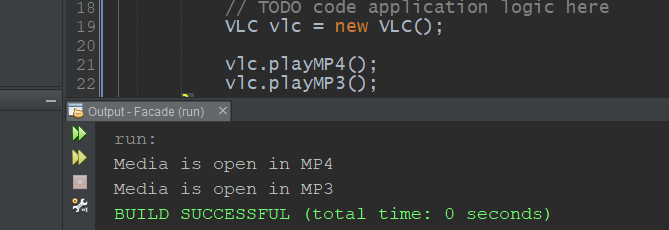 18 // TODO code application logic here
19 VLC vlc = new VLC();
20
21 vlc.playMP4();
22 vlc.playMP3();
Output - Facade (run) ×
run:
Media is open in MP4
Media is open in MP3
BUILD SUCCESSFUL (total time: 0 seconds)